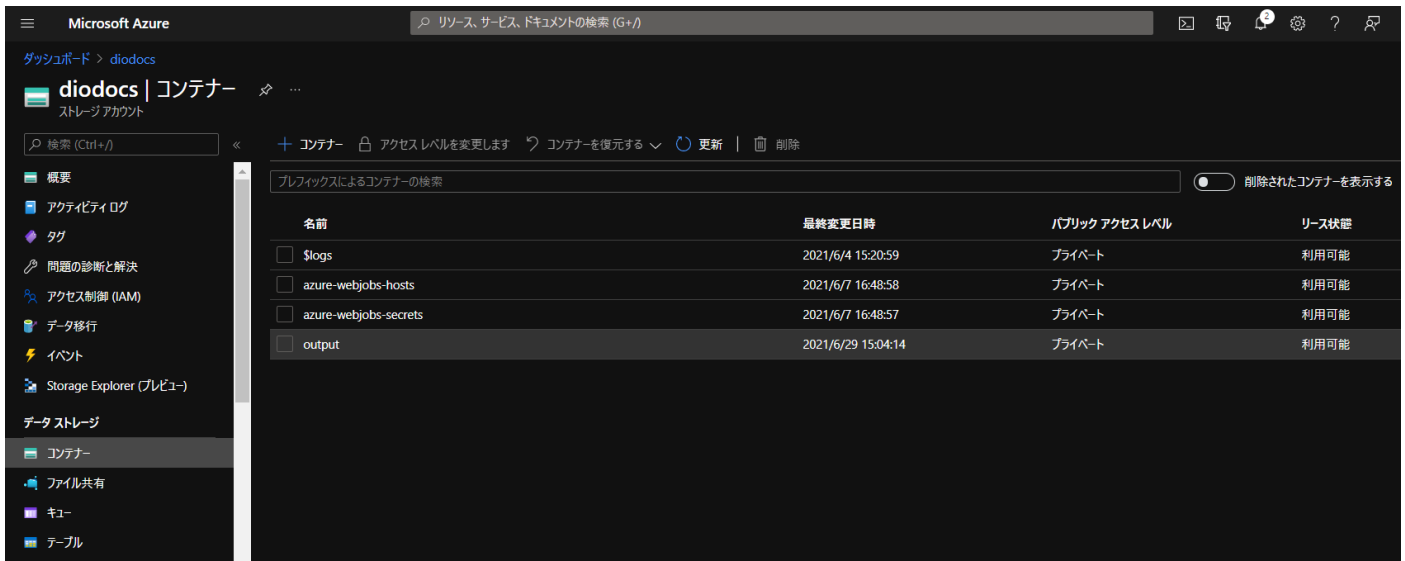 Microsoft Azure
リソース、サービス、ドキュメントの検索 (G+/)
2
ダッシュボード > diodocs
diodocs | コンテナー
ストレージ アカウント
検索 (Ctrl+/)
«
+ コンテナー アクセス レベルを変更します コンテナーを復元する 更新 | 削除
概要
アクティビティ ログ
タグ
問題の診断と解決
アクセス制御 (IAM)
データ移行
イベント
Storage Explorer (プレビュー)
データ ストレージ
コンテナー
ファイル共有
キュー
テーブル
プレフィックスによるコンテナーの検索
削除されたコンテナーを表示する
名前 最終変更日時 パブリック アクセス レベル リース状態
$logs 2021/6/4 15:20:59 プライベート 利用可能
azure-webjobs-hosts 2021/6/7 16:48:58 プライベート 利用可能
azure-webjobs-secrets 2021/6/7 16:48:57 プライベート 利用可能
output 2021/6/29 15:04:14 プライベート 利用可能